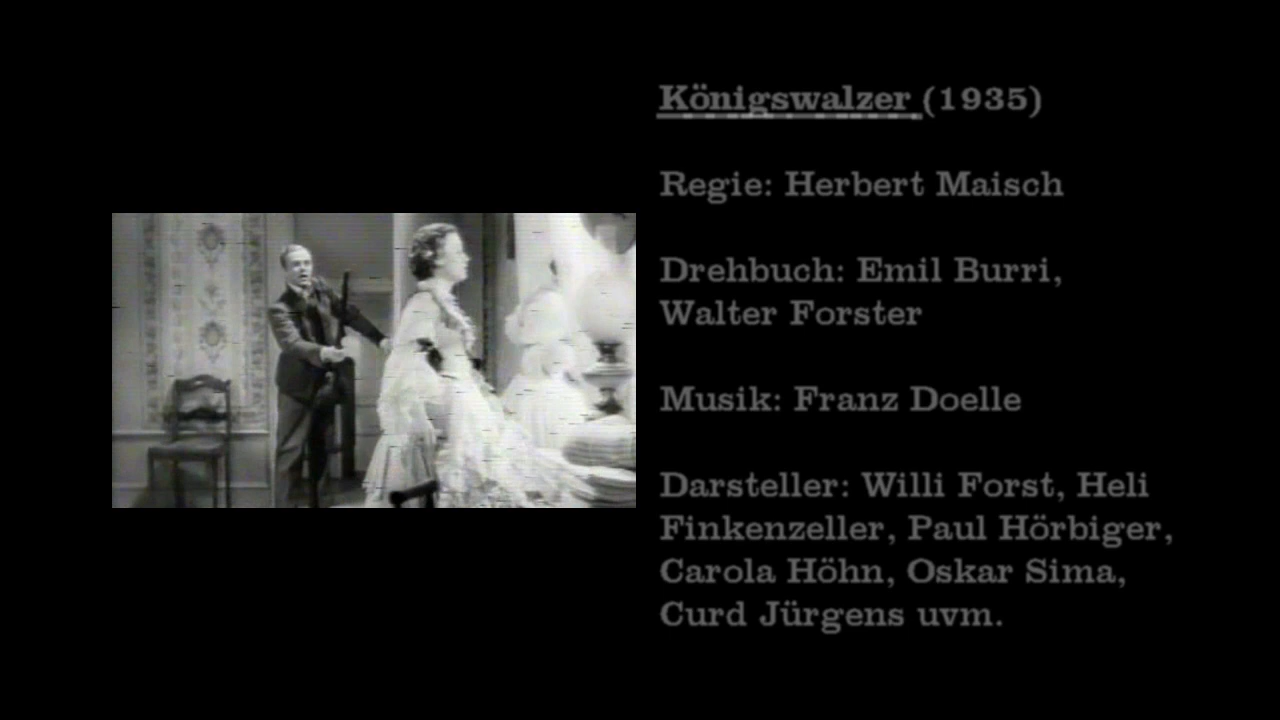 Königswalzer (1935)
Regie: Herbert Maisch
Drehbuch: Emil Burri,
Walter Forster
Musik: Franz Doelle
Darsteller: Willi Forst, Heli
Finkenzeller, Paul Hörbiger,
Carola Höhn, Oskar Sima,
Curd Jürgens uvm.